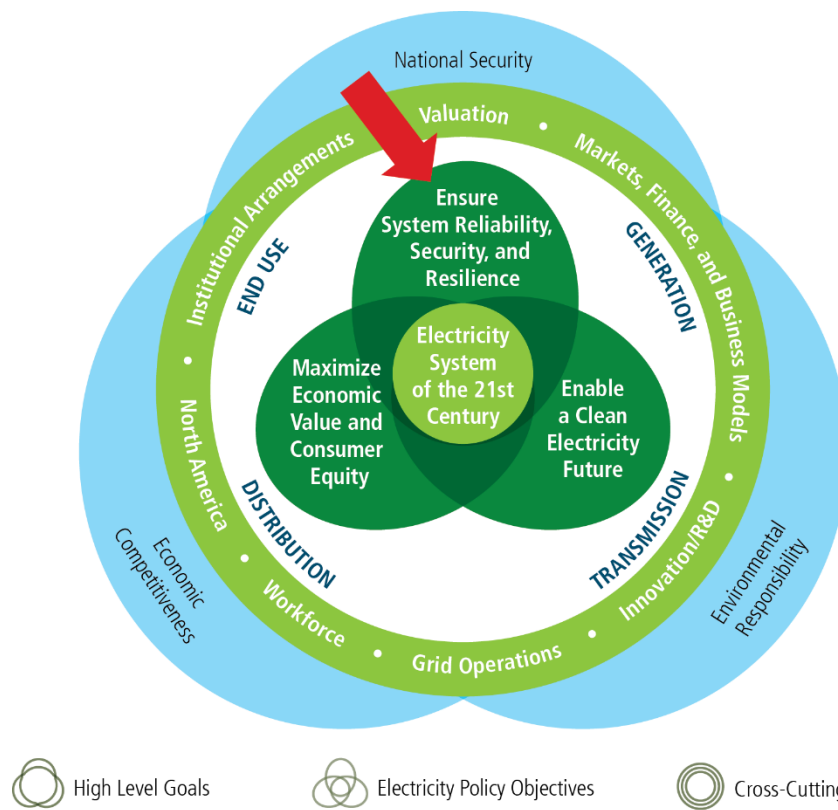 National Security
Valuation
Markets, Finance, and Business Models
Institutional Arrangements
Ensure
System Reliability,
Security, and
Resilience
END USE
GENERATION
Electricity
System
of the 21st
Century
Maximize
Economic
Value and
Consumer
Equity
Enable
a Clean
Electricity
Future
North America
DISTRIBUTION
TRANSMISSION
Innovation/R&D
Economic
Competitiveness
Environmental
Responsibility
Workforce
Grid Operations
High Level Goals
Electricity Policy Objectives
Cross-Cutting